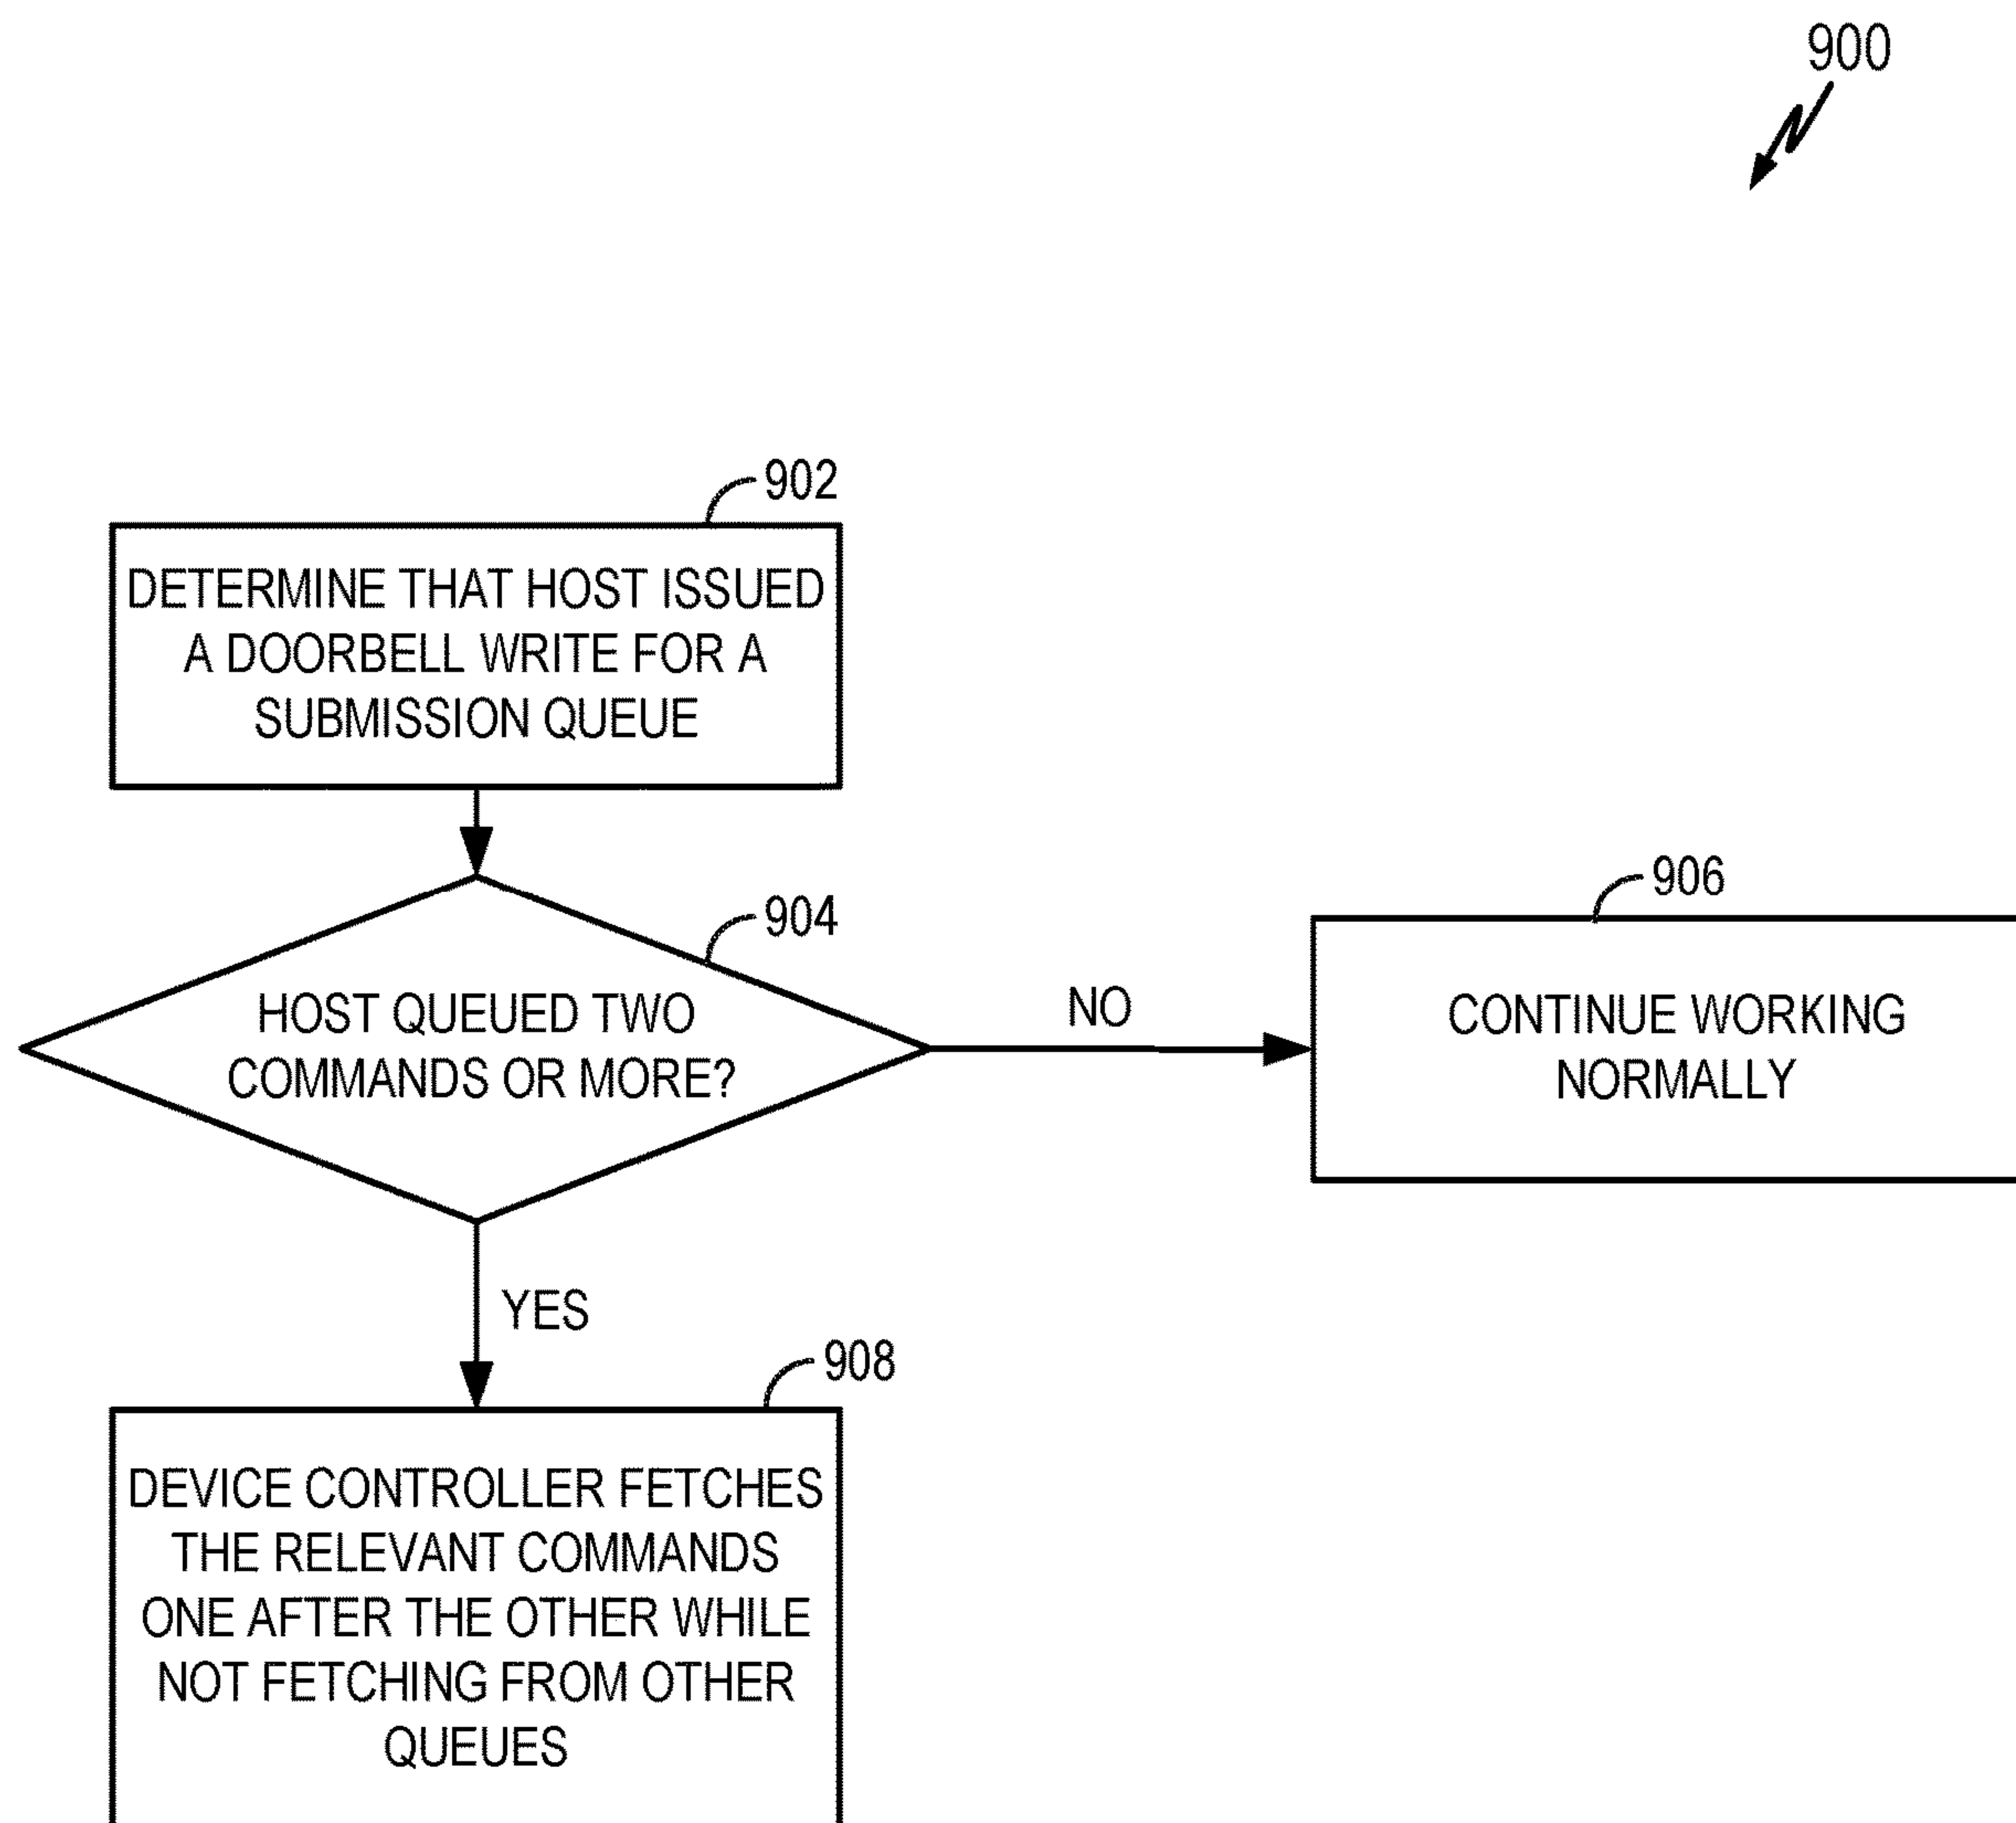 900
902
DETERMINE THAT HOST ISSUED
A DOORBELL WRITE FOR A
SUBMISSION QUEUE
904
HOST QUEUED TWO
COMMANDS OR MORE?
NO
906
CONTINUE WORKING
NORMALLY
YES
908
DEVICE CONTROLLER FETCHES
THE RELEVANT COMMANDS
ONE AFTER THE OTHER WHILE
NOT FETCHING FROM OTHER
QUEUES